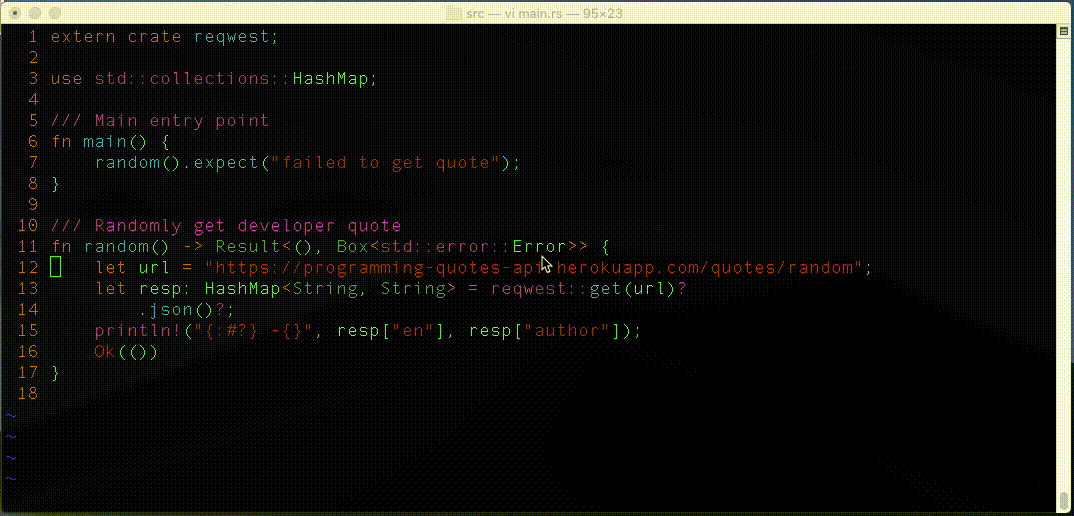 src — vi main.rs — 95×23
1 extern crate reqwest;
2
3 use std::collections::HashMap;
4
5 /// Main entry point
6 fn main() {
7     random().expect("failed to get quote");
8 }
9
10 /// Randomly get developer quote
11 fn random() -> Result<(), Box<std::error::Error>> {
12     let url = "https://programming-quotes-api.herokuapp.com/quotes/random";
13     let resp: HashMap<String, String> = reqwest::get(url)?
14         .json()?;
15     println!("{:#?} -{}", resp["en"], resp["author"]);
16     Ok(())
17 }
18
~
~
~
~